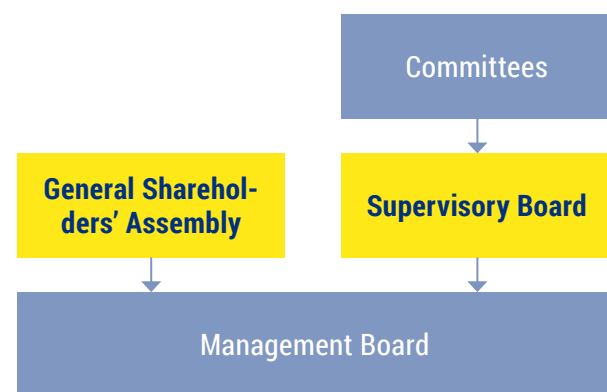 Committees
General Sharehol-
ders’ Assembly
Supervisory Board
Management Board